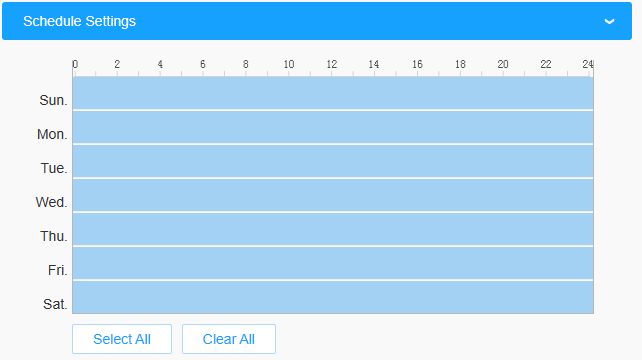 Schedule Settings
0 2 4 6 8 10 12 14 16 18 20 22 24
Sun.
Mon.
Tue.
Wed.
Thu.
Fri.
Sat.
Select All Clear All